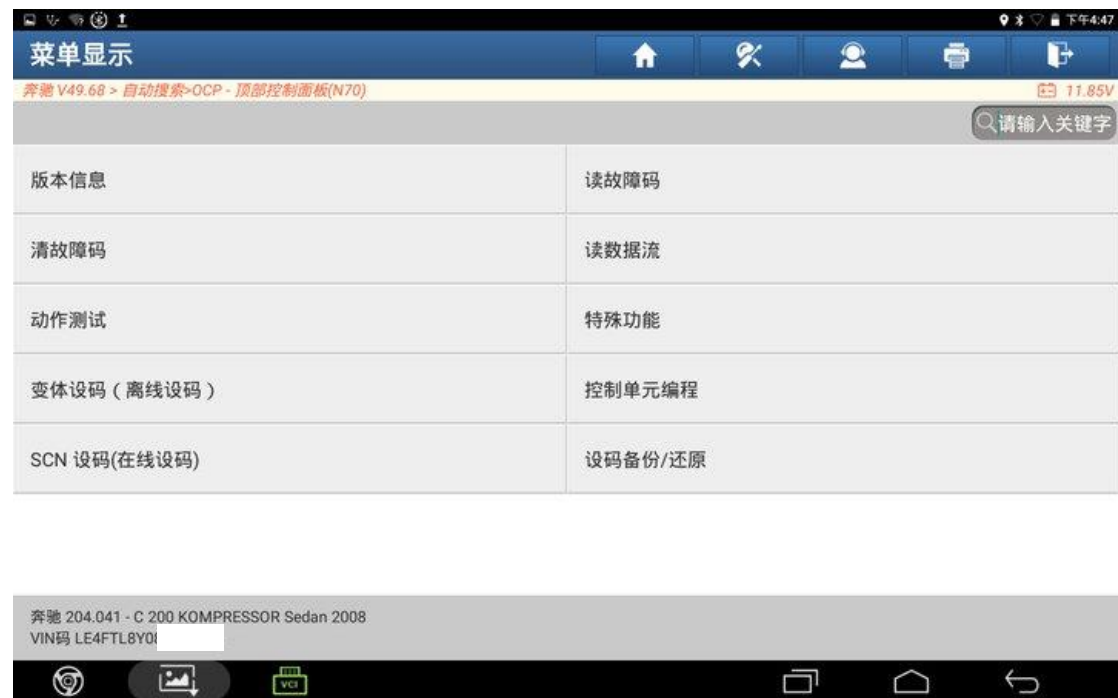 下午4:47
菜单显示
奔驰 V49.68 > 自动搜索>OCP - 顶部控制面板(N70)
11.85V
请输入关键字
版本信息
读故障码
清故障码
读数据流
动作测试
特殊功能
变体设码 ( 离线设码 )
控制单元编程
SCN 设码(在线设码)
设码备份/还原
奔驰 204.041 - C 200 KOMPRESSOR Sedan 2008
VIN码 LE4FTL8Y0
VCI